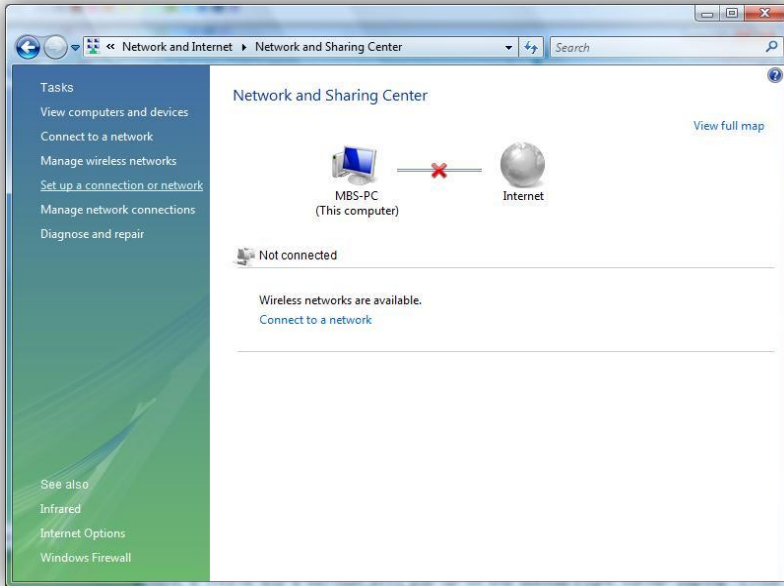 « Network and Internet ▸ Network and Sharing Center
Search
Tasks
View computers and devices
Connect to a network
Manage wireless networks
Set up a connection or network
Manage network connections
Diagnose and repair
See also
Infrared
Internet Options
Windows Firewall
Network and Sharing Center
View full map
MBS-PC
(This computer)
Internet
Not connected
Wireless networks are available.
Connect to a network